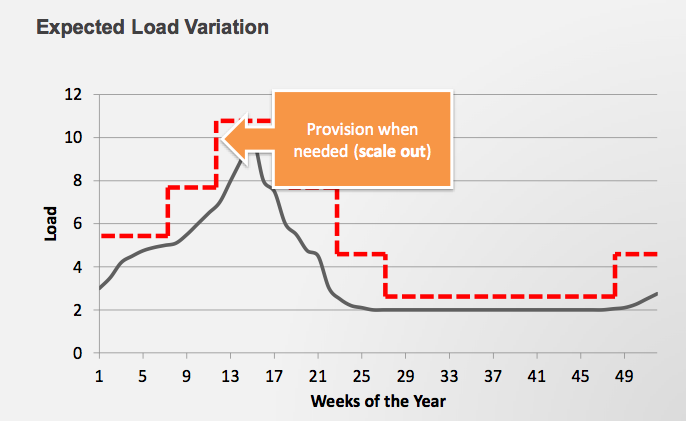 Expected Load Variation
12
10
8
6
4
2
0
Load
Provision when
needed (scale out)
1 5 9 13 17 21 25 29 33 37 41 45 49
Weeks of the Year